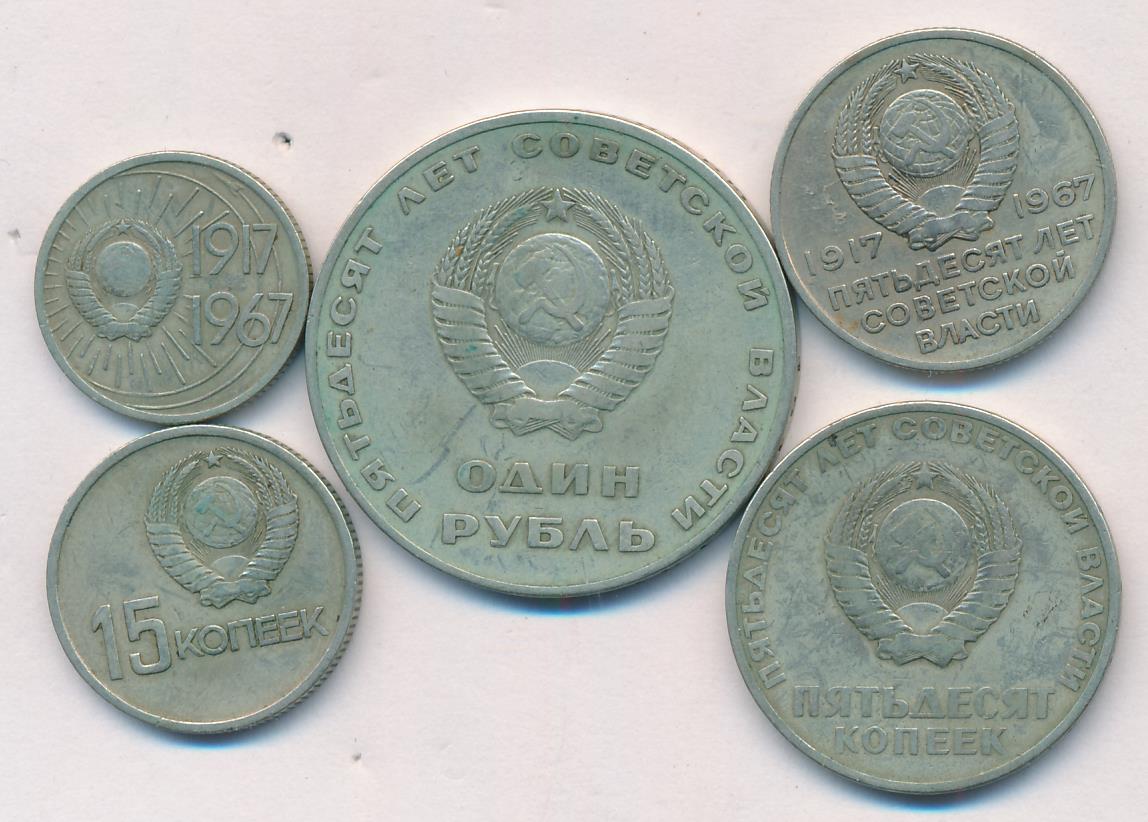 1917
1967
ПЯТЬДЕСЯТ ЛЕТ СОВЕТСКОЙ ВЛАСТИ
ОДИН
РУБЛЬ
1917 1967
ПЯТЬДЕСЯТ ЛЕТ
СОВЕТСКОЙ
ВЛАСТИ
15 КОПЕЕК
ПЯТЬДЕСЯТ ЛЕТ СОВЕТСКОЙ ВЛАСТИ
ПЯТЬДЕСЯТ
КОПЕЕК